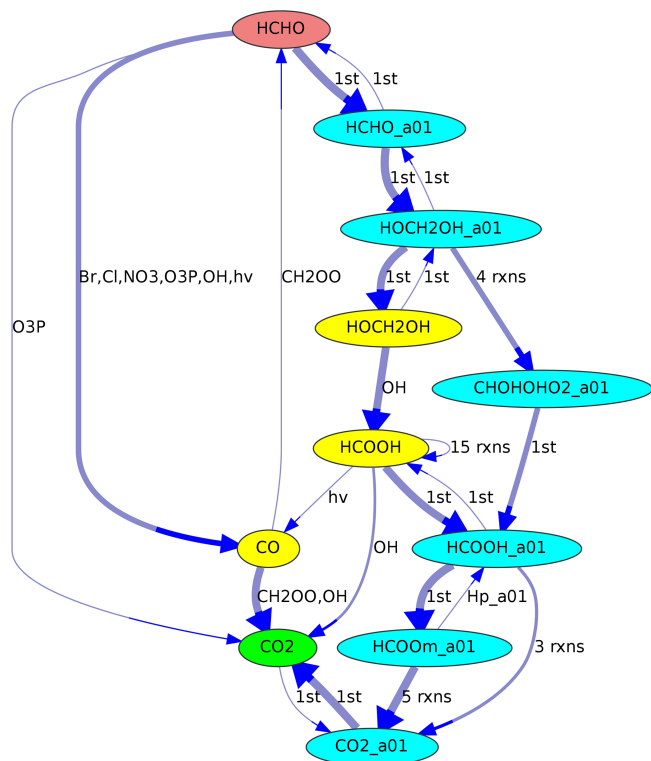 HCHO
1st 1st
HCHO_a01
1st 1st
HOCH2OH_a01
Br,Cl,NO3,O3P,OH,hv CH2OO 1st 1st 4 rxns
O3P HOCH2OH
OH CHOHOHO2_a01
HCOOH 15 rxns 1st
hv 1st 1st
CO OH HCOOH_a01
CH2OO,OH 1st Hp_a01
CO2 HCOOm_a01 3 rxns
1st 1st 5 rxns
CO2_a01